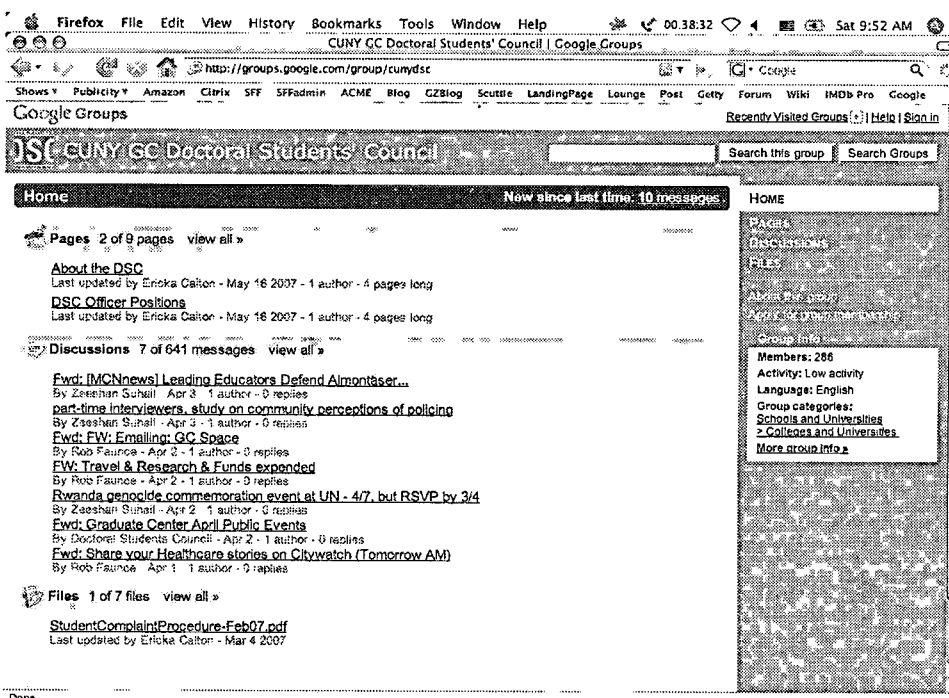 Firefox File Edit View History Bookmarks Tools Window Help 00.38:32 Sat 9:52 AM
CUNY GC Doctoral Students' Council | Google Groups
http://groups.google.com/group/cunydsc G Google
Shows Publicity Amazon Citrix SFF SFFadmin ACME Blog GZBlog Scuttle LandingPage Lounge Post Getty Forum Wiki IMDb Pro Google
Google Groups
Recently Visited Groups | Help | Sign in
DSC CUNY GC Doctoral Students' Council
Search this group Search Groups
Home New since last time: 10 messages
Pages 2 of 9 pages view all »
About the DSC
Last updated by Ericka Calton - May 16 2007 - 1 author - 4 pages long
DSC Officer Positions
Last updated by Ericka Calton - May 16 2007 - 1 author - 4 pages long
Discussions 7 of 641 messages view all »
Fwd: [MCNnews] Leading Educators Defend Almontaser...
By Zeeshan Suhail - Apr 3 - 1 author - 0 replies
part-time interviewers, study on community perceptions of policing
By Zeeshan Suhail - Apr 3 - 1 author - 0 replies
Fwd: FW: Emailing: GC Space
By Rob Faunce - Apr 2 - 1 author - 0 replies
FW: Travel & Research & Funds expended
By Rob Faunce - Apr 2 - 1 author - 0 replies
Rwanda genocide commemoration event at UN - 4/7, but RSVP by 3/4
By Zeeshan Suhail - Apr 2 - 1 author - 0 replies
Fwd: Graduate Center April Public Events
By Doctoral Students Council - Apr 2 - 1 author - 0 replies
Fwd: Share your Healthcare stories on Citywatch (Tomorrow AM)
By Rob Faunce - Apr 1 - 1 author - 0 replies
Files 1 of 7 files view all »
StudentComplaintProcedure-Feb07.pdf
Last updated by Ericka Calton - Mar 4 2007
HOME
PAGES
DISCUSSIONS
FILES
About this group
Apply for group membership
Group info
Members: 286
Activity: Low activity
Language: English
Group categories:
Schools and Universities
> Colleges and Universities
More group info »
Done